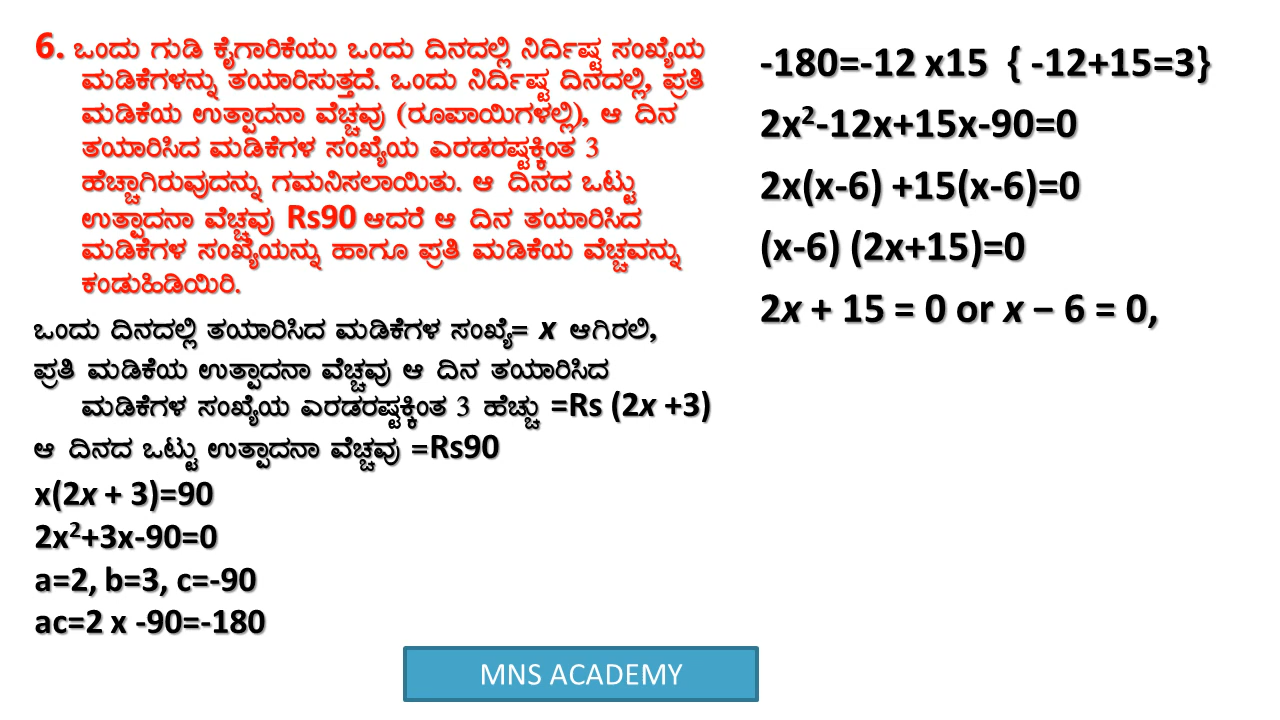 6. ಒಂದು ಗುಡಿ ಕೈಗಾರಿಕೆಯು ಒಂದು ದಿನದಲ್ಲಿ ನಿರ್ದಿಷ್ಟ ಸಂಖ್ಯೆಯ
ಮಡಿಕೆಗಳನ್ನು ತಯಾರಿಸುತ್ತದೆ. ಒಂದು ನಿರ್ದಿಷ್ಟ ದಿನದಲ್ಲಿ, ಪ್ರತಿ
ಮಡಿಕೆಯ ಉತ್ಪಾದನಾ ವೆಚ್ಚವು (ರೂಪಾಯಿಗಳಲ್ಲಿ), ಆ ದಿನ
ತಯಾರಿಸಿದ ಮಡಿಕೆಗಳ ಸಂಖ್ಯೆಯ ಎರಡರಷ್ಟಕ್ಕಿಂತ 3
ಹೆಚ್ಚಾಗಿರುವುದನ್ನು ಗಮನಿಸಲಾಯಿತು. ಆ ದಿನದ ಒಟ್ಟು
ಉತ್ಪಾದನಾ ವೆಚ್ಚವು Rs90 ಆದರೆ ಆ ದಿನ ತಯಾರಿಸಿದ
ಮಡಿಕೆಗಳ ಸಂಖ್ಯೆಯನ್ನು ಹಾಗೂ ಪ್ರತಿ ಮಡಿಕೆಯ ವೆಚ್ಚವನ್ನು
ಕಂಡುಹಿಡಿಯಿರಿ.
ಒಂದು ದಿನದಲ್ಲಿ ತಯಾರಿಸಿದ ಮಡಿಕೆಗಳ ಸಂಖ್ಯೆ= x ಆಗಿರಲಿ,
ಪ್ರತಿ ಮಡಿಕೆಯ ಉತ್ಪಾದನಾ ವೆಚ್ಚವು ಆ ದಿನ ತಯಾರಿಸಿದ
ಮಡಿಕೆಗಳ ಸಂಖ್ಯೆಯ ಎರಡರಷ್ಟಕ್ಕಿಂತ 3 ಹೆಚ್ಚು =Rs (2x +3)
ಆ ದಿನದ ಒಟ್ಟು ಉತ್ಪಾದನಾ ವೆಚ್ಚವು =Rs90
x(2x + 3)=90
2x²+3x-90=0
a=2, b=3, c=-90
ac=2 x -90=-180
-180=-12 x15 { -12+15=3}
2x²-12x+15x-90=0
2x(x-6) +15(x-6)=0
(x-6) (2x+15)=0
2x + 15 = 0 or x – 6 = 0,
MNS ACADEMY